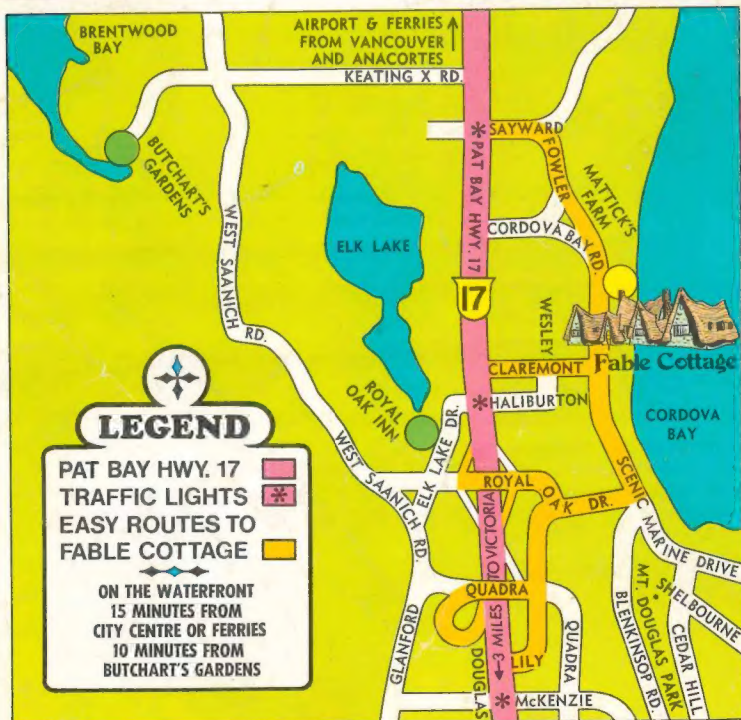 BRENTWOOD
BAY
AIRPORT & FERRIES
FROM VANCOUVER
AND ANACORTES
KEATING X RD.
BUTCHART'S
GARDENS
SAYWARD
FOWLER
MATTICK'S
FARM
PAT BAY HWY. 17
WEST SAANICH RD.
ELK LAKE
CORDOVA BAY RD.
17
WESLEY
Fable Cottage
CLAREMONT
HALIBURTON
CORDOVA
BAY
ROYAL
OAK INN
ELK LAKE DR.
WEST SAANICH RD.
ROYAL OAK DR.
SCENIC MARINE DRIVE
LEGEND
PAT BAY HWY. 17
TRAFFIC LIGHTS
EASY ROUTES TO
FABLE COTTAGE
ON THE WATERFRONT
15 MINUTES FROM
CITY CENTRE OR FERRIES
10 MINUTES FROM
BUTCHART'S GARDENS
QUADRA
3 MILES TO VICTORIA
GLANFORD
DOUGLAS
LILY
QUADRA
McKENZIE
BLENKINSOP RD.
MT. DOUGLAS PARK
SHELBOURNE
CEDAR HILL